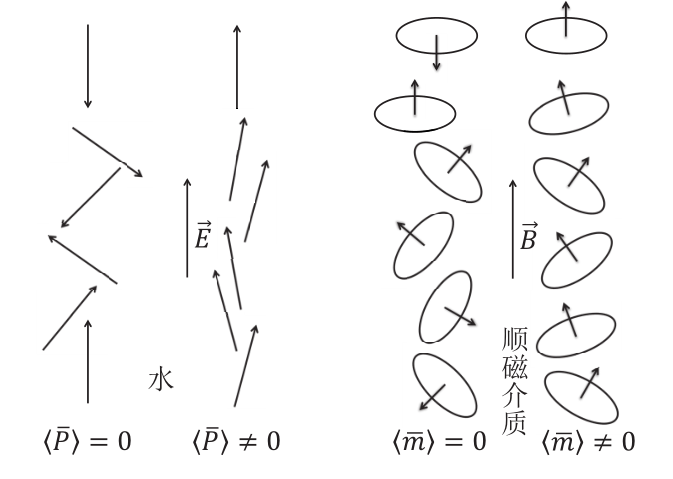 E⃗
B⃗
水
顺磁介质
⟨P̄⟩ = 0
⟨P̄⟩ ≠ 0
⟨m̄⟩ = 0
⟨m̄⟩ ≠ 0